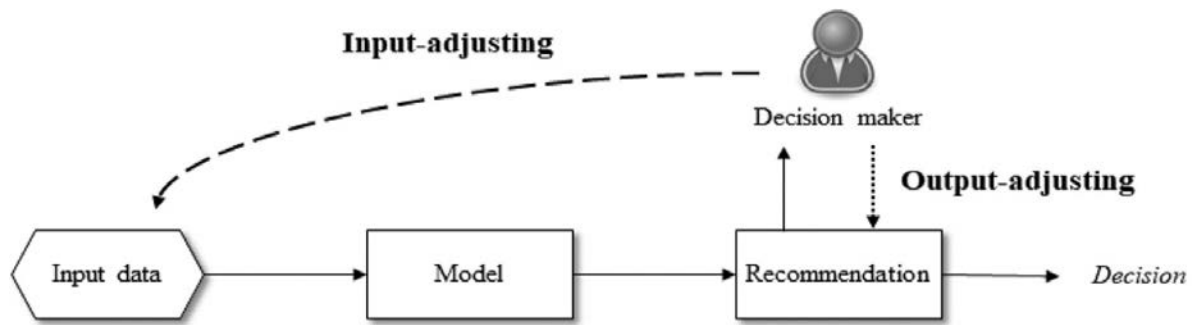 Input-adjusting
Decision maker
Output-adjusting
Input data
Model
Recommendation
Decision